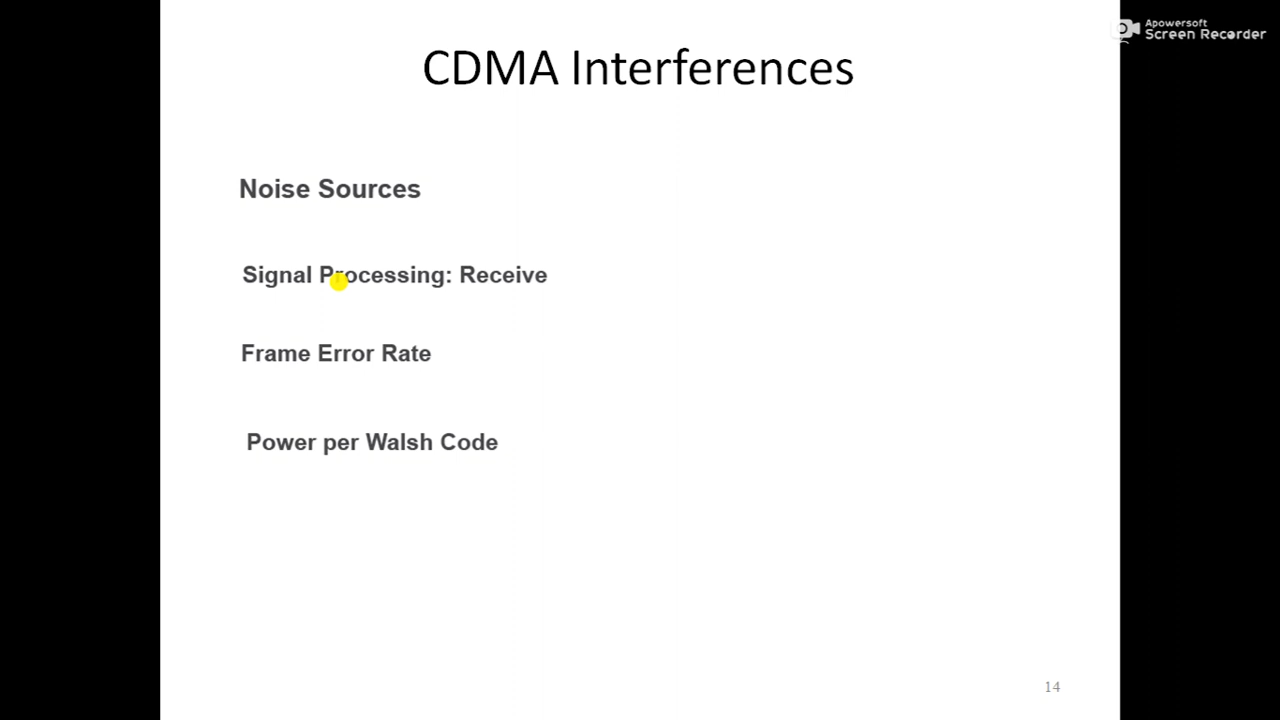 Apowersoft
Screen Recorder
CDMA Interferences
Noise Sources
Signal Processing: Receive
Frame Error Rate
Power per Walsh Code
14